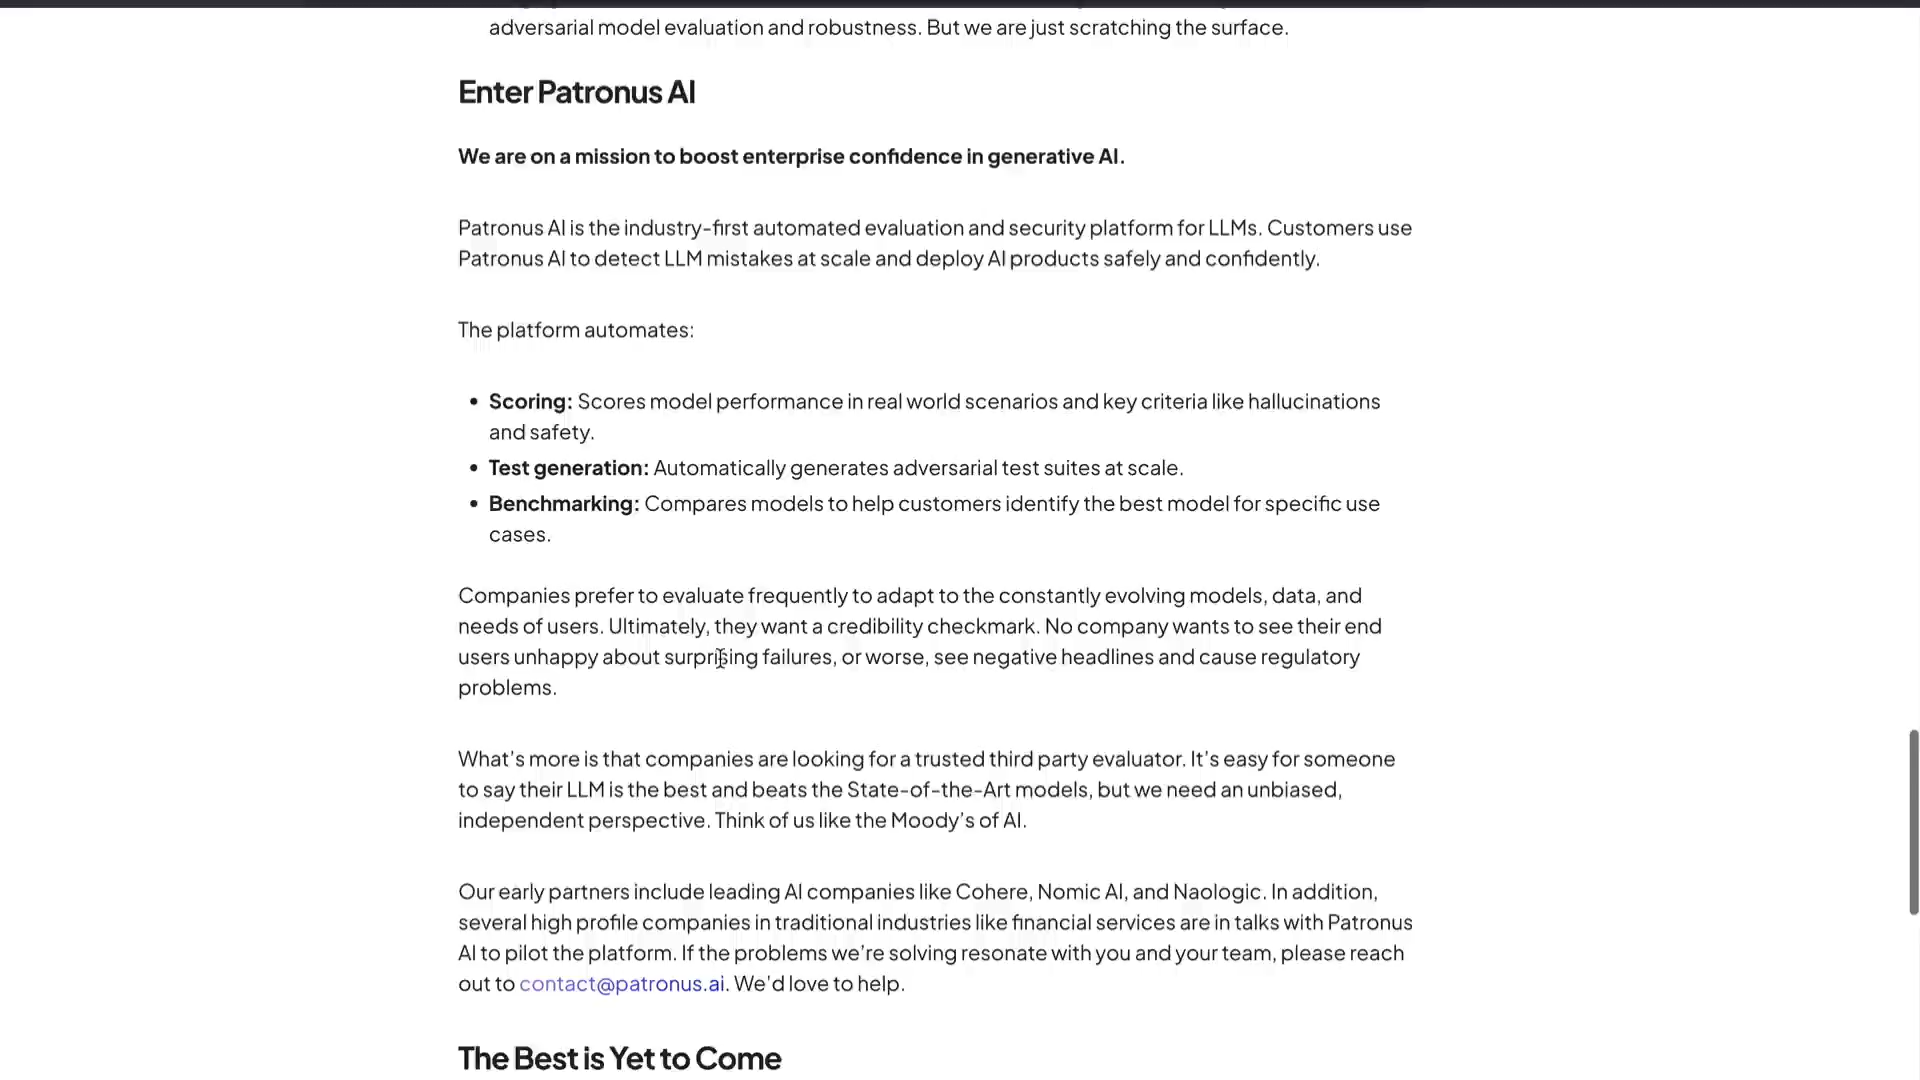 adversarial model evaluation and robustness. But we are just scratching the surface.
Enter Patronus AI
We are on a mission to boost enterprise confidence in generative AI.
Patronus AI is the industry-first automated evaluation and security platform for LLMs. Customers use
Patronus AI to detect LLM mistakes at scale and deploy AI products safely and confidently.
The platform automates:
• Scoring: Scores model performance in real world scenarios and key criteria like hallucinations
and safety.
• Test generation: Automatically generates adversarial test suites at scale.
• Benchmarking: Compares models to help customers identify the best model for specific use
cases.
Companies prefer to evaluate frequently to adapt to the constantly evolving models, data, and
needs of users. Ultimately, they want a credibility checkmark. No company wants to see their end
users unhappy about surprising failures, or worse, see negative headlines and cause regulatory
problems.
What’s more is that companies are looking for a trusted third party evaluator. It’s easy for someone
to say their LLM is the best and beats the State-of-the-Art models, but we need an unbiased,
independent perspective. Think of us like the Moody’s of AI.
Our early partners include leading AI companies like Cohere, Nomic AI, and Naologic. In addition,
several high profile companies in traditional industries like financial services are in talks with Patronus
AI to pilot the platform. If the problems we’re solving resonate with you and your team, please reach
out to contact@patronus.ai. We’d love to help.
The Best is Yet to Come